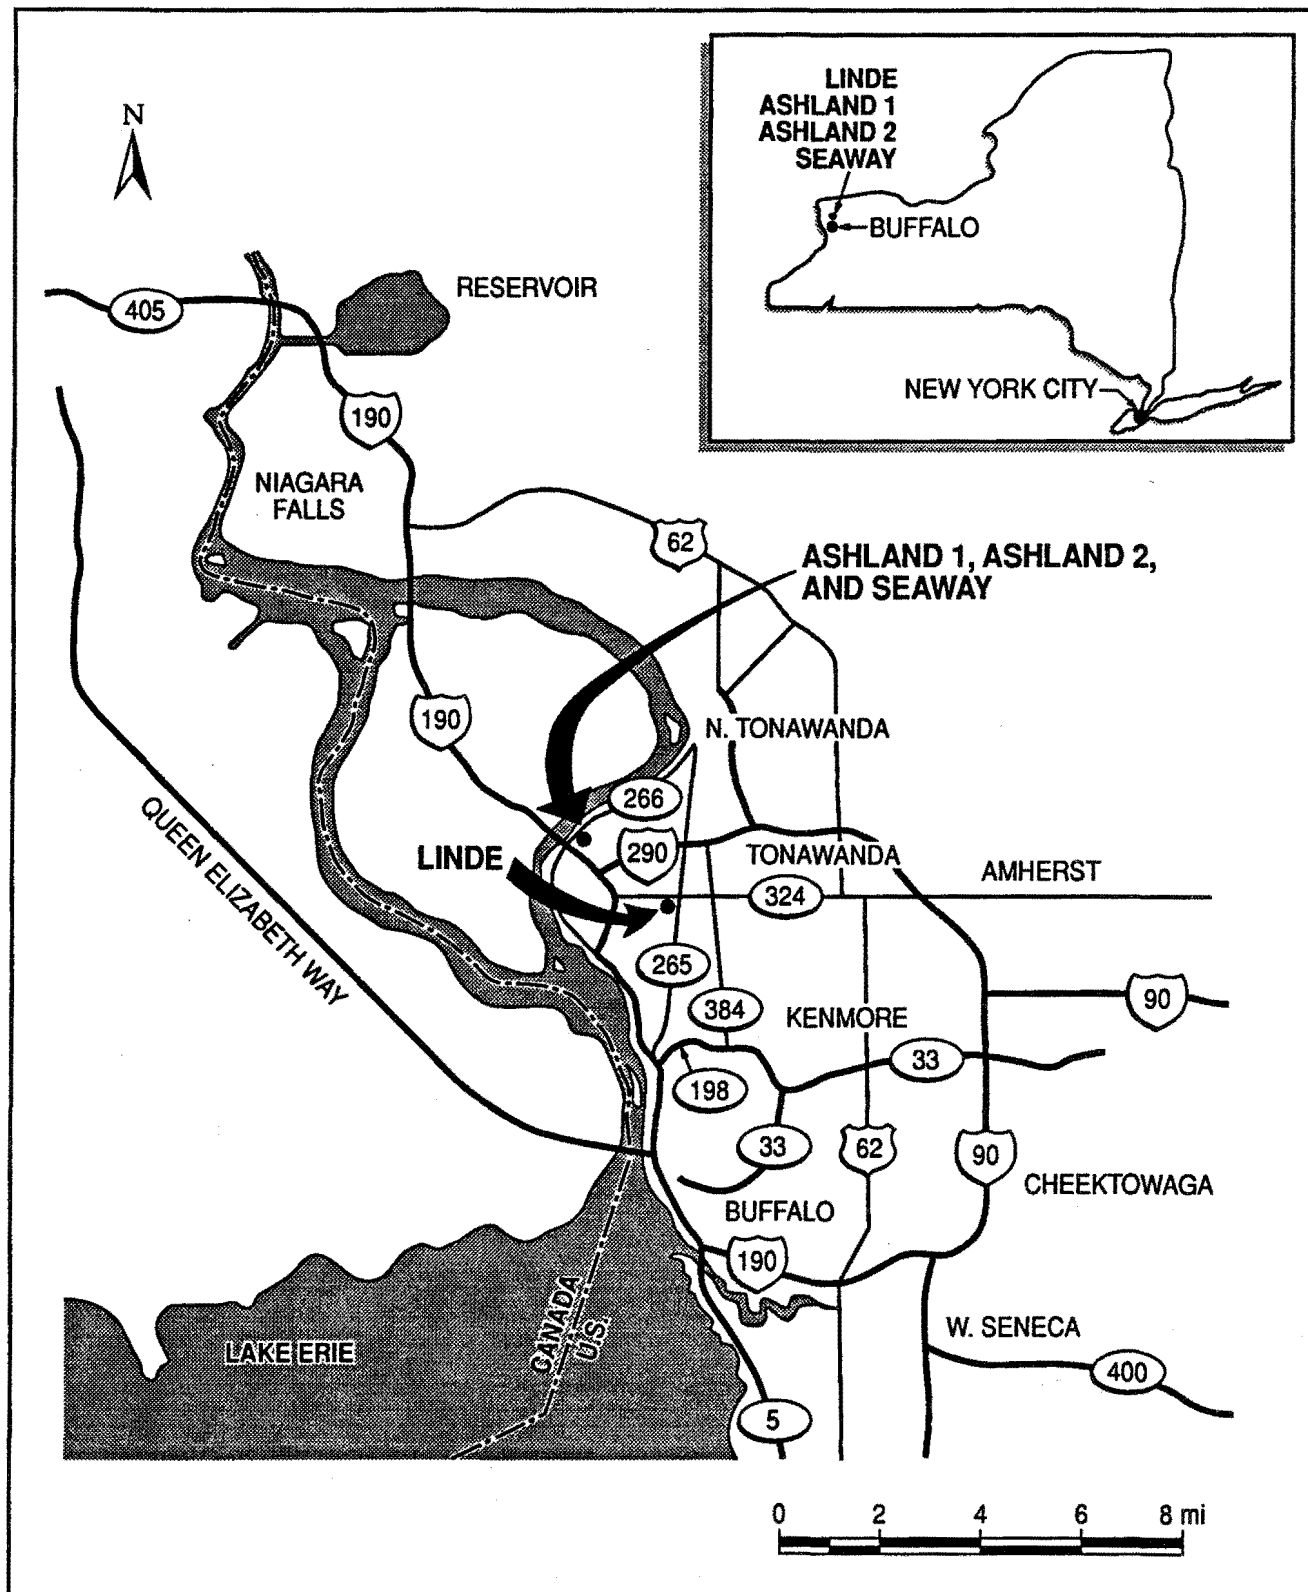 N
LINDE
ASHLAND 1
ASHLAND 2
SEAWAY
BUFFALO
NEW YORK CITY
RESERVOIR
405
190
NIAGARA
FALLS
62
ASHLAND 1, ASHLAND 2,
AND SEAWAY
190
N. TONAWANDA
266
QUEEN ELIZABETH WAY
LINDE
290
TONAWANDA
AMHERST
324
265
384
KENMORE
90
33
198
33
62
90
CHEEKTOWAGA
BUFFALO
190
CANADA
U.S.
LAKE ERIE
W. SENECA
400
5
0 2 4 6 8 mi